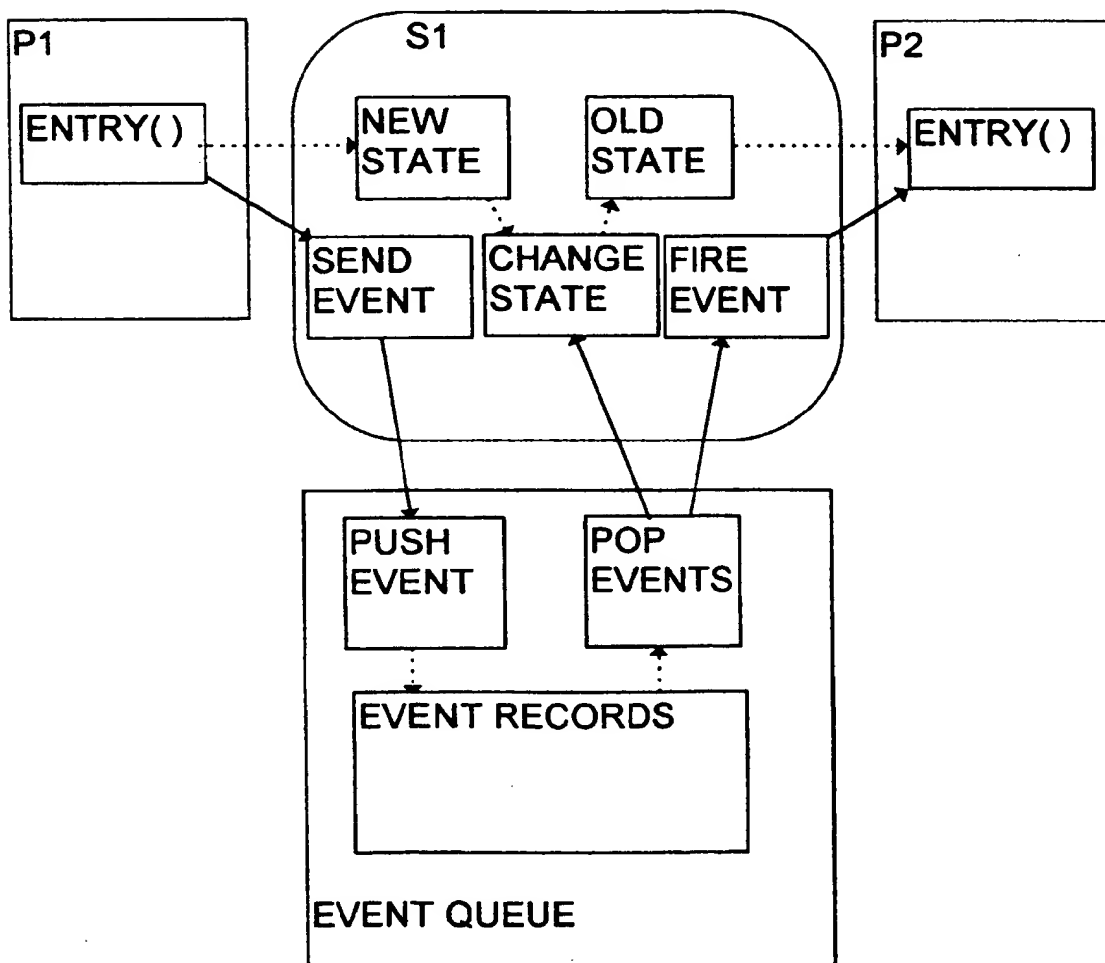 P1
S1
P2
ENTRY( )
NEW
STATE
OLD
STATE
ENTRY( )
SEND
EVENT
CHANGE
STATE
FIRE
EVENT
PUSH
EVENT
POP
EVENTS
EVENT RECORDS
EVENT QUEUE